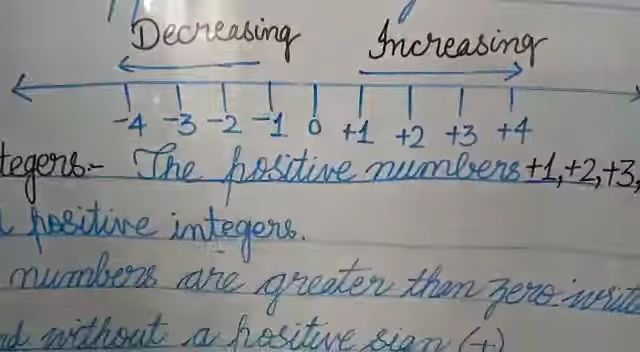 Decreasing Increasing
-4 -3 -2 -1 0 +1 +2 +3 +4
tegers:- The positive numbers +1, +2, +3,
positive integers.
numbers are greater then zero write
without a positive sign (+)